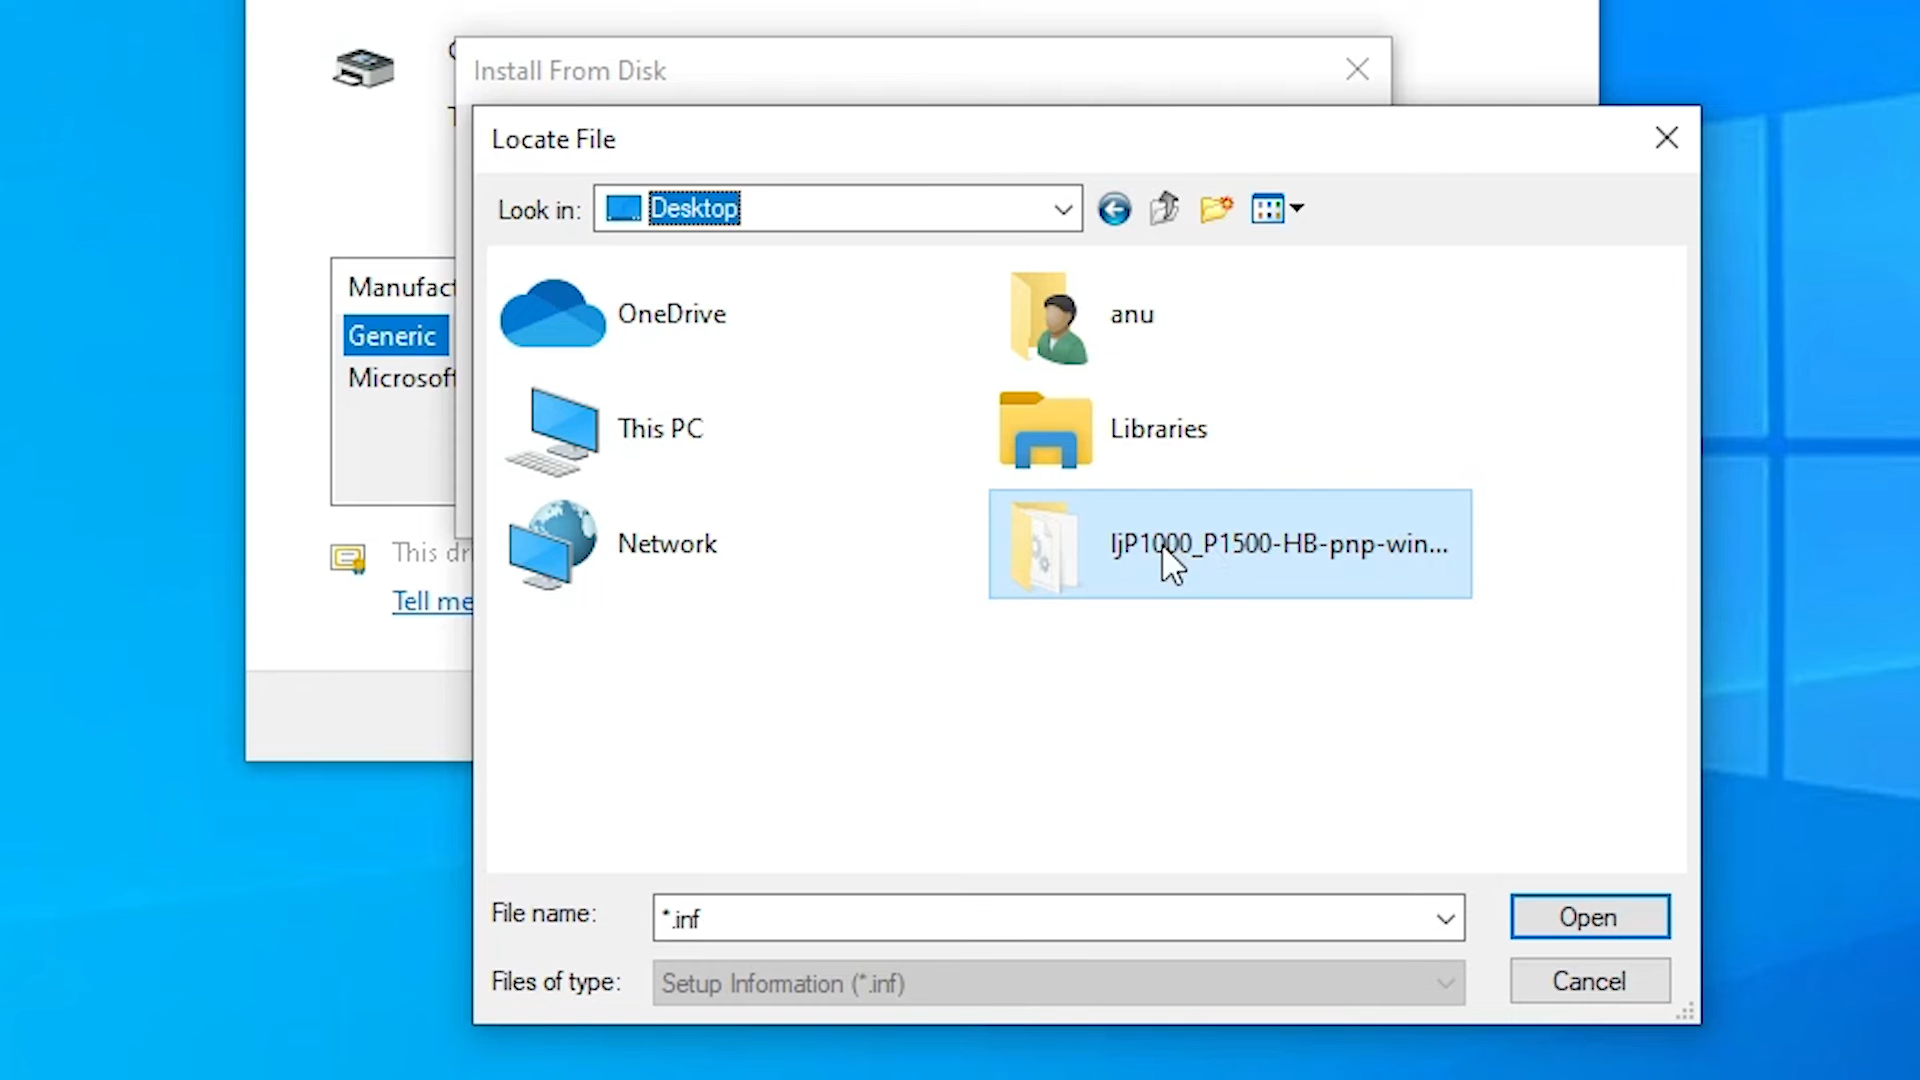 Install From Disk
Locate File
Look in: Desktop
OneDrive
anu
Manufact
Generic
Microsoft
This PC
Libraries
Network
ljP1000_P1500-HB-pnp-win...
This dri
Tell me
File name: *.inf
Open
Files of type: Setup Information (*.inf)
Cancel